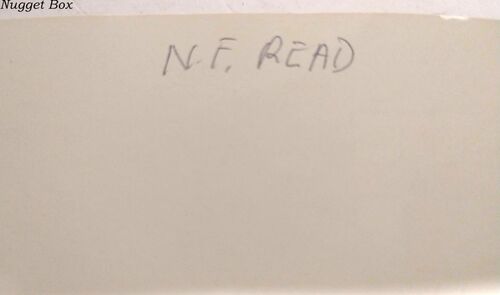 Nugget Box
N.F. READ